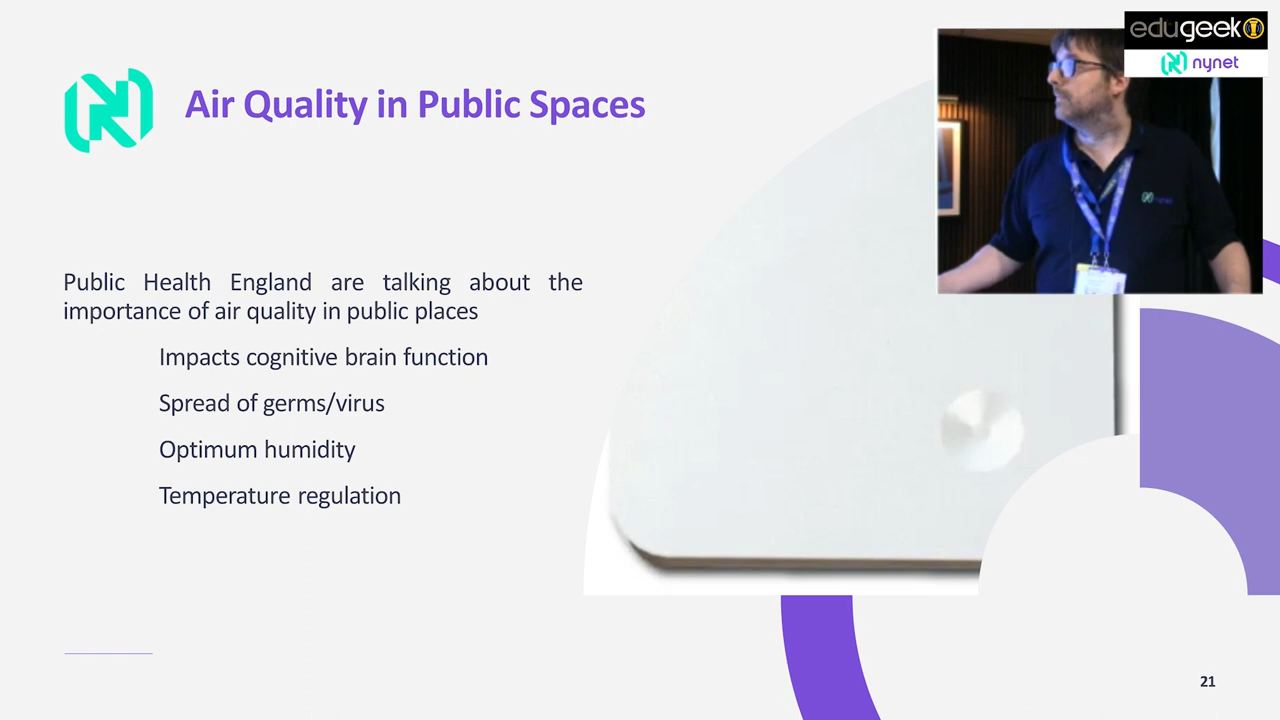 edugeek
nynet
Air Quality in Public Spaces
nynet
Public Health England are talking about the
importance of air quality in public places
Impacts cognitive brain function
Spread of germs/virus
Optimum humidity
Temperature regulation
21